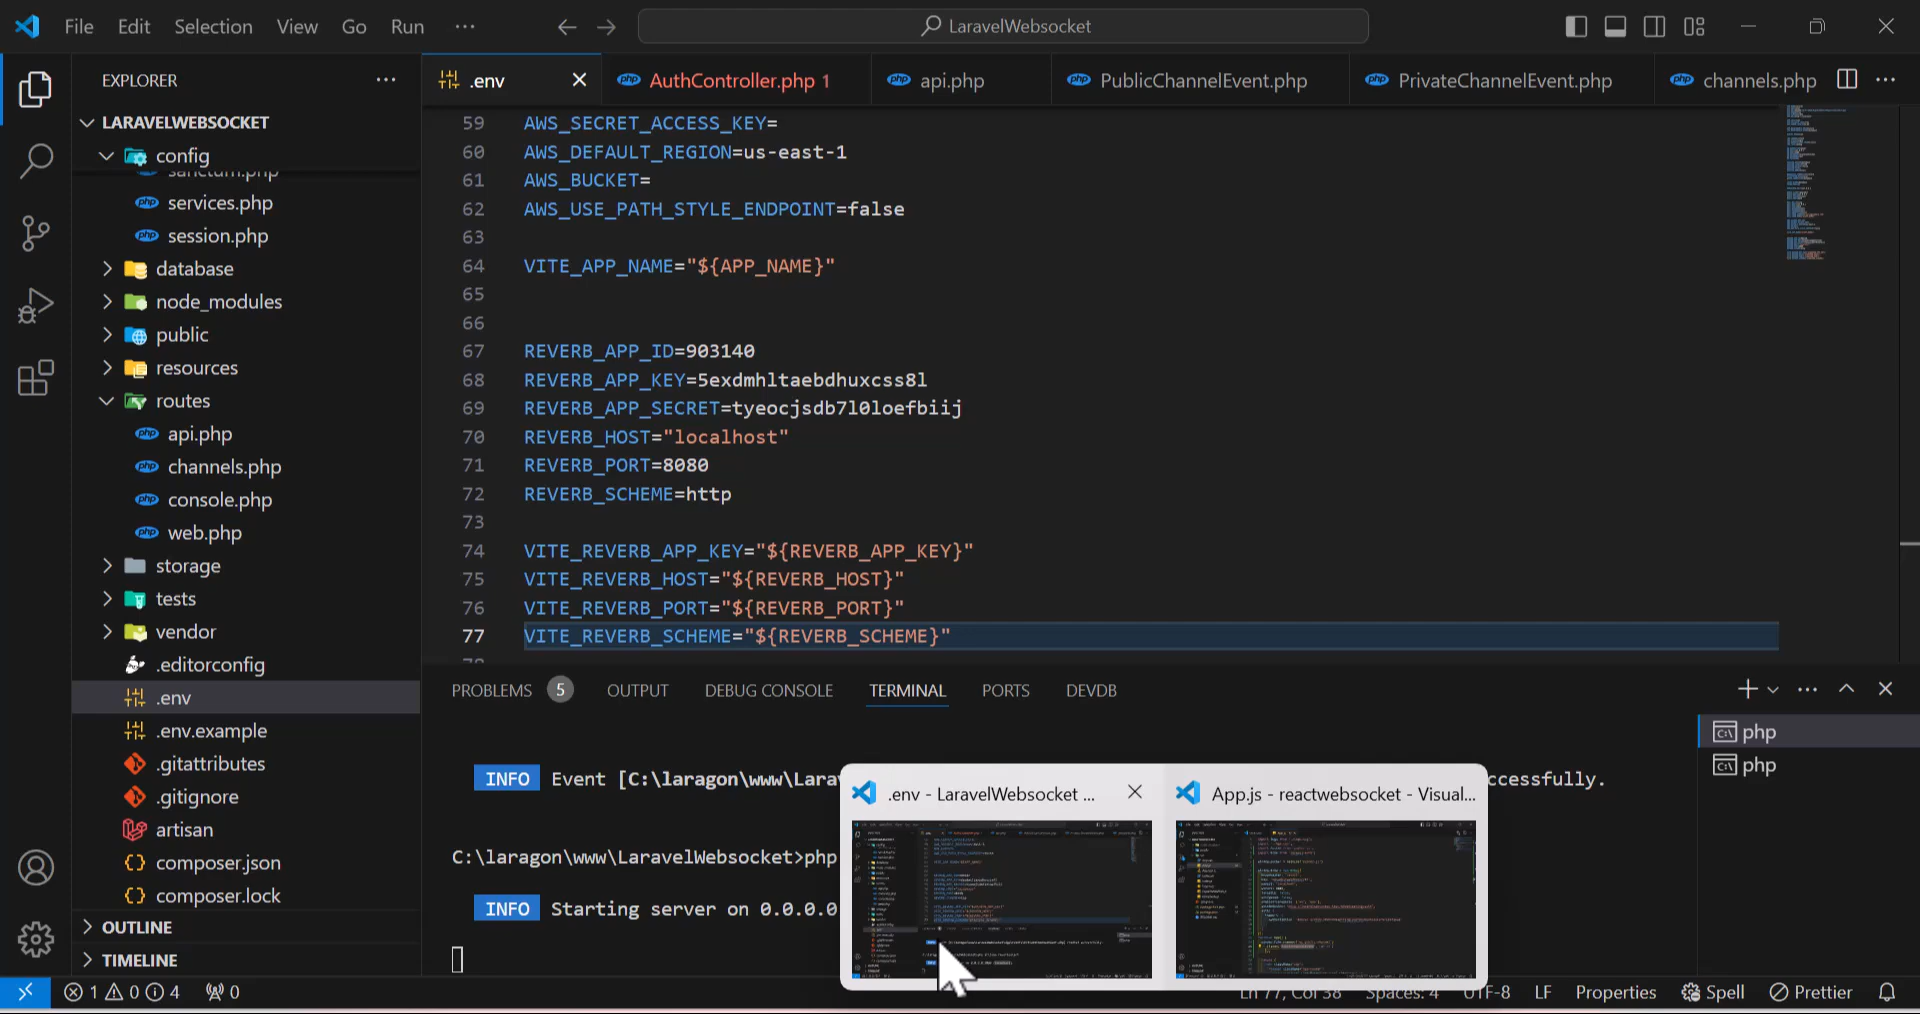 File Edit Selection View Go Run ··· LaravelWebsocket
EXPLORER
.env
AuthController.php 1
api.php
PublicChannelEvent.php
PrivateChannelEvent.php
channels.php
LARAVELWEBSOCKET
config
sanctum.php
services.php
session.php
database
node_modules
public
resources
routes
api.php
channels.php
console.php
web.php
storage
tests
vendor
.editorconfig
.env
.env.example
.gitattributes
.gitignore
artisan
composer.json
composer.lock
OUTLINE
TIMELINE
59 AWS_SECRET_ACCESS_KEY=
60 AWS_DEFAULT_REGION=us-east-1
61 AWS_BUCKET=
62 AWS_USE_PATH_STYLE_ENDPOINT=false
63
64 VITE_APP_NAME="${APP_NAME}"
65
66
67 REVERB_APP_ID=903140
68 REVERB_APP_KEY=5exdmhltaebdhuxcss8l
69 REVERB_APP_SECRET=tyeocjsdb7l0loefbiij
70 REVERB_HOST="localhost"
71 REVERB_PORT=8080
72 REVERB_SCHEME=http
73
74 VITE_REVERB_APP_KEY="${REVERB_APP_KEY}"
75 VITE_REVERB_HOST="${REVERB_HOST}"
76 VITE_REVERB_PORT="${REVERB_PORT}"
77 VITE_REVERB_SCHEME="${REVERB_SCHEME}"
PROBLEMS 5 OUTPUT DEBUG CONSOLE TERMINAL PORTS DEVDB
php
php
INFO Event [C:\laragon\www\Lara ccessfully.
C:\laragon\www\LaravelWebsocket>php
INFO Starting server on 0.0.0.0
.env - LaravelWebsocket ...
App.js - reactwebsocket - Visual...
1 0 4 0
Ln 77, Col 38 Spaces: 4 UTF-8 LF Properties Spell Prettier